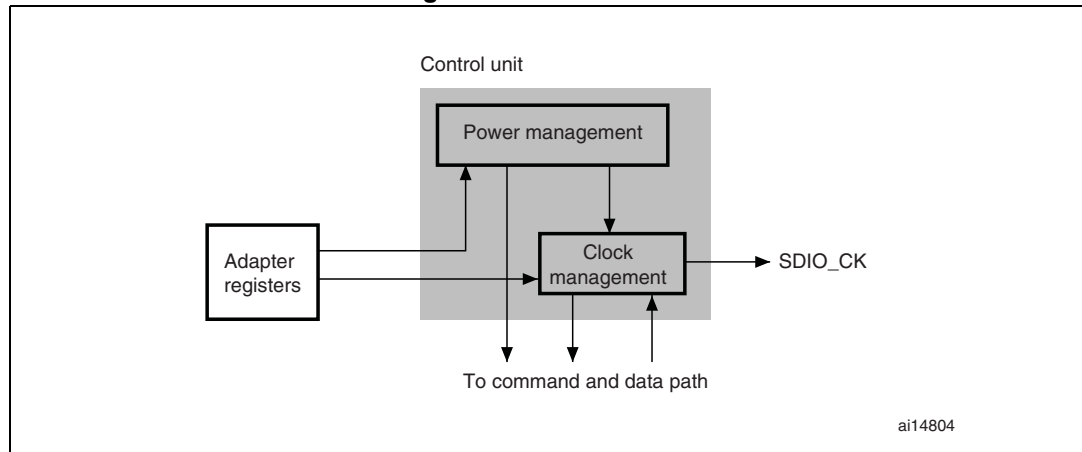 Control unit
Power management
Adapter
registers
Clock
management
SDIO_CK
To command and data path
ai14804